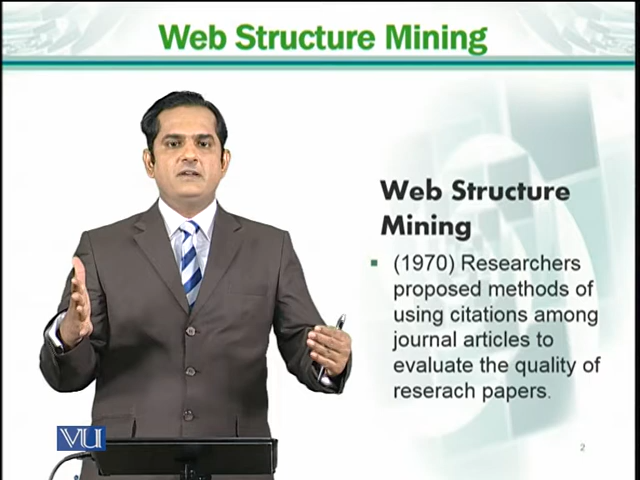 Web Structure Mining
Web Structure
Mining
(1970) Researchers
proposed methods of
using citations among
journal articles to
evaluate the quality of
reserach papers.
VU
2